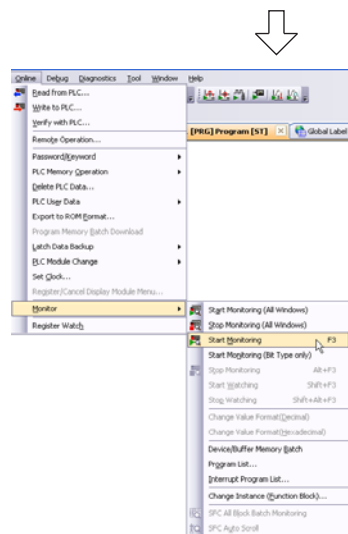 Online Debug Diagnostics Tool Window Help
Read from PLC...
Write to PLC...
Verify with PLC...
Remote Operation...
Password/Keyword
PLC Memory Operation
Delete PLC Data...
PLC User Data
Export to ROM Format...
Program Memory Batch Download
Latch Data Backup
PLC Module Change
Set Clock...
Register/Cancel Display Module Menu...
Monitor
Register Watch
[PRG] Program [ST] Global Label
Start Monitoring (All Windows)
Stop Monitoring (All Windows)
Start Monitoring F3
Start Monitoring (Bit Type only)
Stop Monitoring Alt+F3
Start Watching Shift+F3
Stop Watching Shift+Alt+F3
Change Value Format(Decimal)
Change Value Format(Hexadecimal)
Device/Buffer Memory Batch
Program List...
Interrupt Program List...
Change Instance (Function Block)...
SFC All Block Batch Monitoring
SFC Auto Scroll